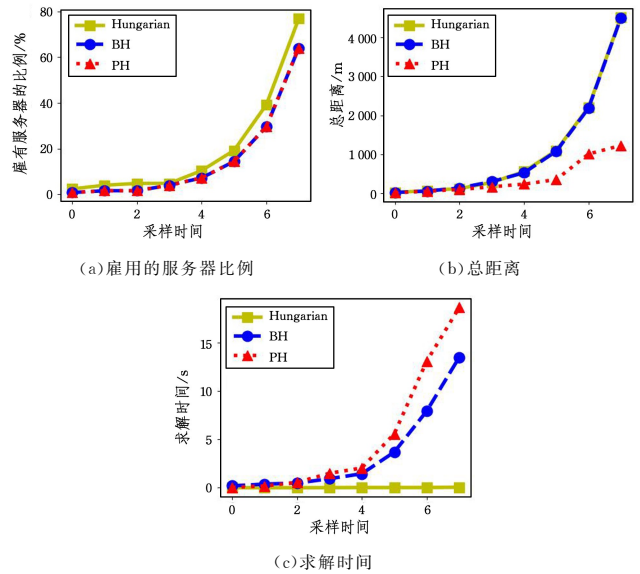 80
60
40
20
0
雇有服务器的比例/%
Hungarian
BH
PH
0 2 4 6
采样时间
(a)雇用的服务器比例
4 000
3 000
2 000
1 000
0
总距离/m
Hungarian
BH
PH
0 2 4 6
采样时间
(b)总距离
15
10
5
0
求解时间/s
Hungarian
BH
PH
0 2 4 6
采样时间
(c)求解时间